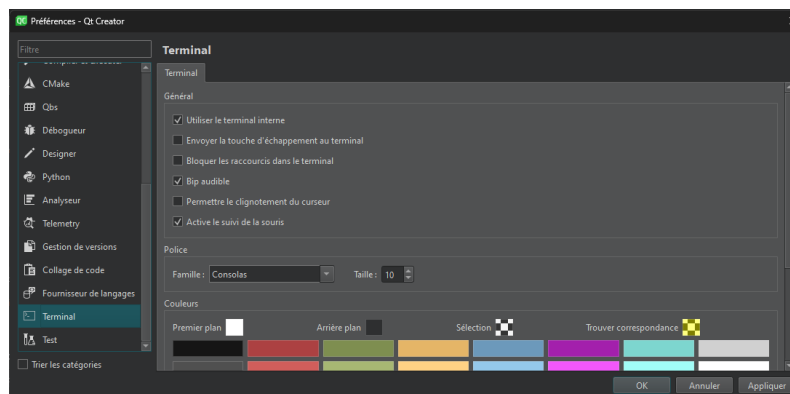 Préférences - Qt Creator
Filtre
CMake
Qbs
Débogueur
Designer
Python
Analyseur
Telemetry
Gestion de versions
Collage de code
Fournisseur de langages
Terminal
Test
Trier les catégories
Terminal
Terminal
Général
Utiliser le terminal interne
Envoyer la touche d'échappement au terminal
Bloquer les raccourcis dans le terminal
Bip audible
Permettre le clignotement du curseur
Active le suivi de la souris
Police
Famille : Consolas Taille : 10
Couleurs
Premier plan Arrière plan Sélection Trouver correspondance
OK Annuler Appliquer